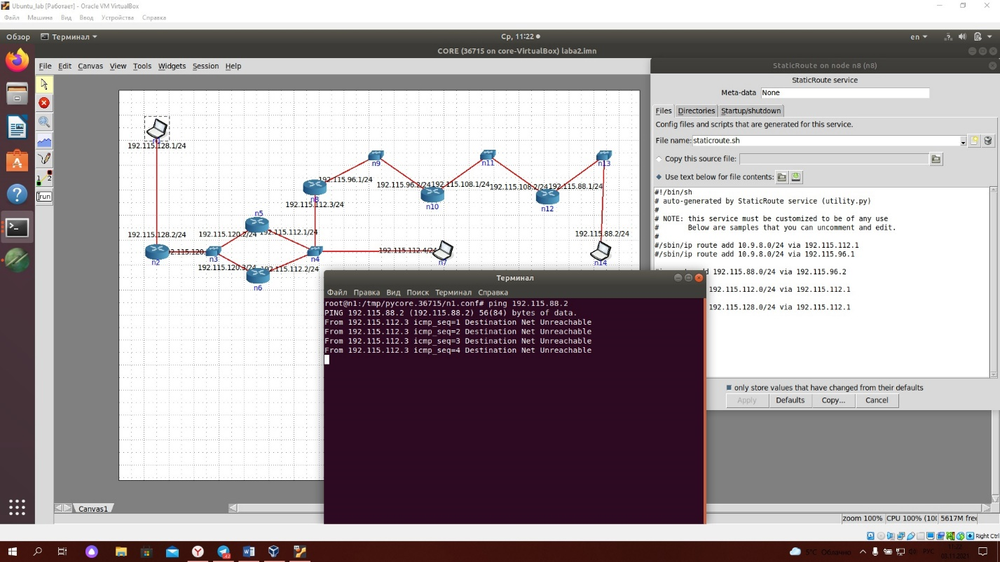 Ubuntu_lab [Работает] - Oracle VM VirtualBox
Файл Машина Вид Ввод Устройства Справка
Обзор Терминал Ср, 11:22 en
CORE (36715 on core-VirtualBox) laba2.imn
File Edit Canvas View Tools Widgets Session Help
StaticRoute on node n8 (n8)
StaticRoute service
Meta-data None
Files Directories Startup/shutdown
Config files and scripts that are generated for this service.
File name: staticroute.sh
Copy this source file:
Use text below for file contents:
#!/bin/sh
# auto-generated by StaticRoute service (utility.py)
#
# NOTE: this service must be customized to be of any use
# Below are samples that you can uncomment and edit.
#
#/sbin/ip route add 10.9.8.0/24 via 192.115.112.1
#/sbin/ip route add 10.9.8.0/24 via 192.115.96.1
192.115.88.0/24 via 192.115.96.2
192.115.112.0/24 via 192.115.112.1
192.115.128.0/24 via 192.115.112.1
only store values that have changed from their defaults
Apply Defaults Copy... Cancel
1 2
run
192.115.128.1/24
n9
n11
n13
192.115.96.1/24
192.115.96.2/24
192.115.108.1/24
192.115.108.2/24
192.115.88.1/24
n8
n10
n12
192.115.112.3/24
n5
192.115.128.2/24
192.115.120.2/24
192.115.112.1/24
192.115.88.2/24
n2
n3
n4
192.115.112.4/24
n7
n14
192.115.120.3/24
192.115.112.2/24
n6
Терминал
Файл Правка Вид Поиск Терминал Справка
root@n1:/tmp/pycore.36715/n1.conf# ping 192.115.88.2
PING 192.115.88.2 (192.115.88.2) 56(84) bytes of data.
From 192.115.112.3 icmp_seq=1 Destination Net Unreachable
From 192.115.112.3 icmp_seq=2 Destination Net Unreachable
From 192.115.112.3 icmp_seq=3 Destination Net Unreachable
From 192.115.112.3 icmp_seq=4 Destination Net Unreachable
Canvas1
zoom 100% CPU 100% (100 5617M free
Right Ctrl
5°C Облачно РУС 11:22
03.11.2021